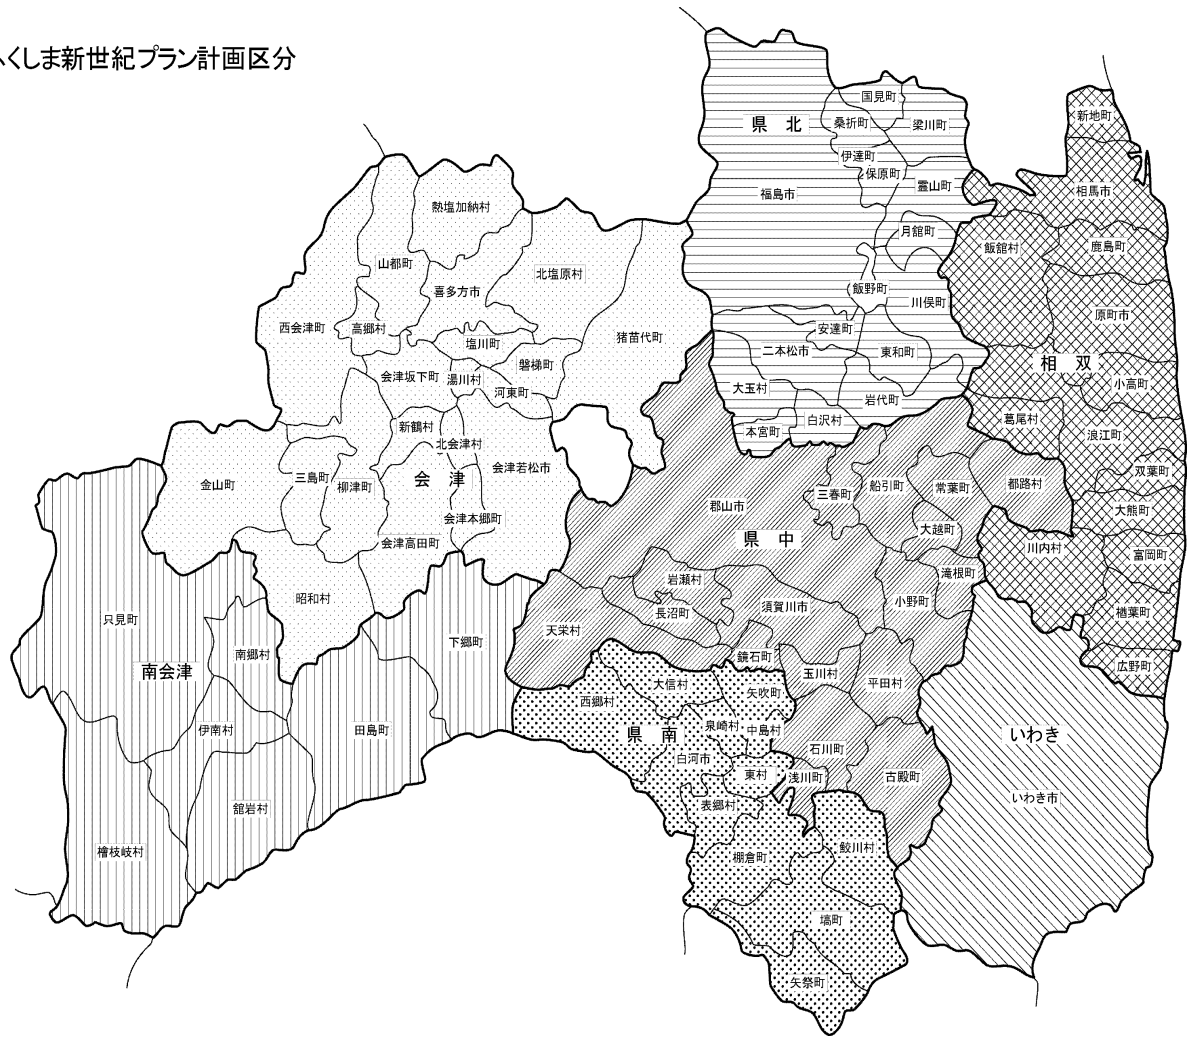 くしま新世紀プラン計画区分
県北
国見町
桑折町
梁川町
伊達町
保原町
霊山町
福島市
月舘町
飯野町
川俣町
安達町
二本松市
東和町
大玉村
岩代町
白沢村
本宮町
新地町
相馬市
飯舘村
鹿島町
原町市
相双
小高町
葛尾村
浪江町
双葉町
大熊町
川内村
富岡町
楢葉町
広野町
熱塩加納村
山都町
北塩原村
喜多方市
西会津町
高郷村
塩川町
猪苗代町
磐梯町
会津坂下町
湯川村
河東町
新鶴村
北会津村
会津若松市
会津
三島町
柳津町
金山町
会津本郷町
会津高田町
昭和村
只見町
南郷村
南会津
下郷町
伊南村
田島町
舘岩村
檜枝岐村
郡山市
三春町
船引町
常葉町
都路村
県中
大越町
滝根町
岩瀬村
長沼町
須賀川市
小野町
天栄村
鏡石町
玉川村
平田村
石川町
浅川町
古殿町
西郷村
大信村
矢吹町
県南
泉崎村
中島村
白河市
東村
表郷村
棚倉町
鮫川村
塙町
矢祭町
いわき
いわき市